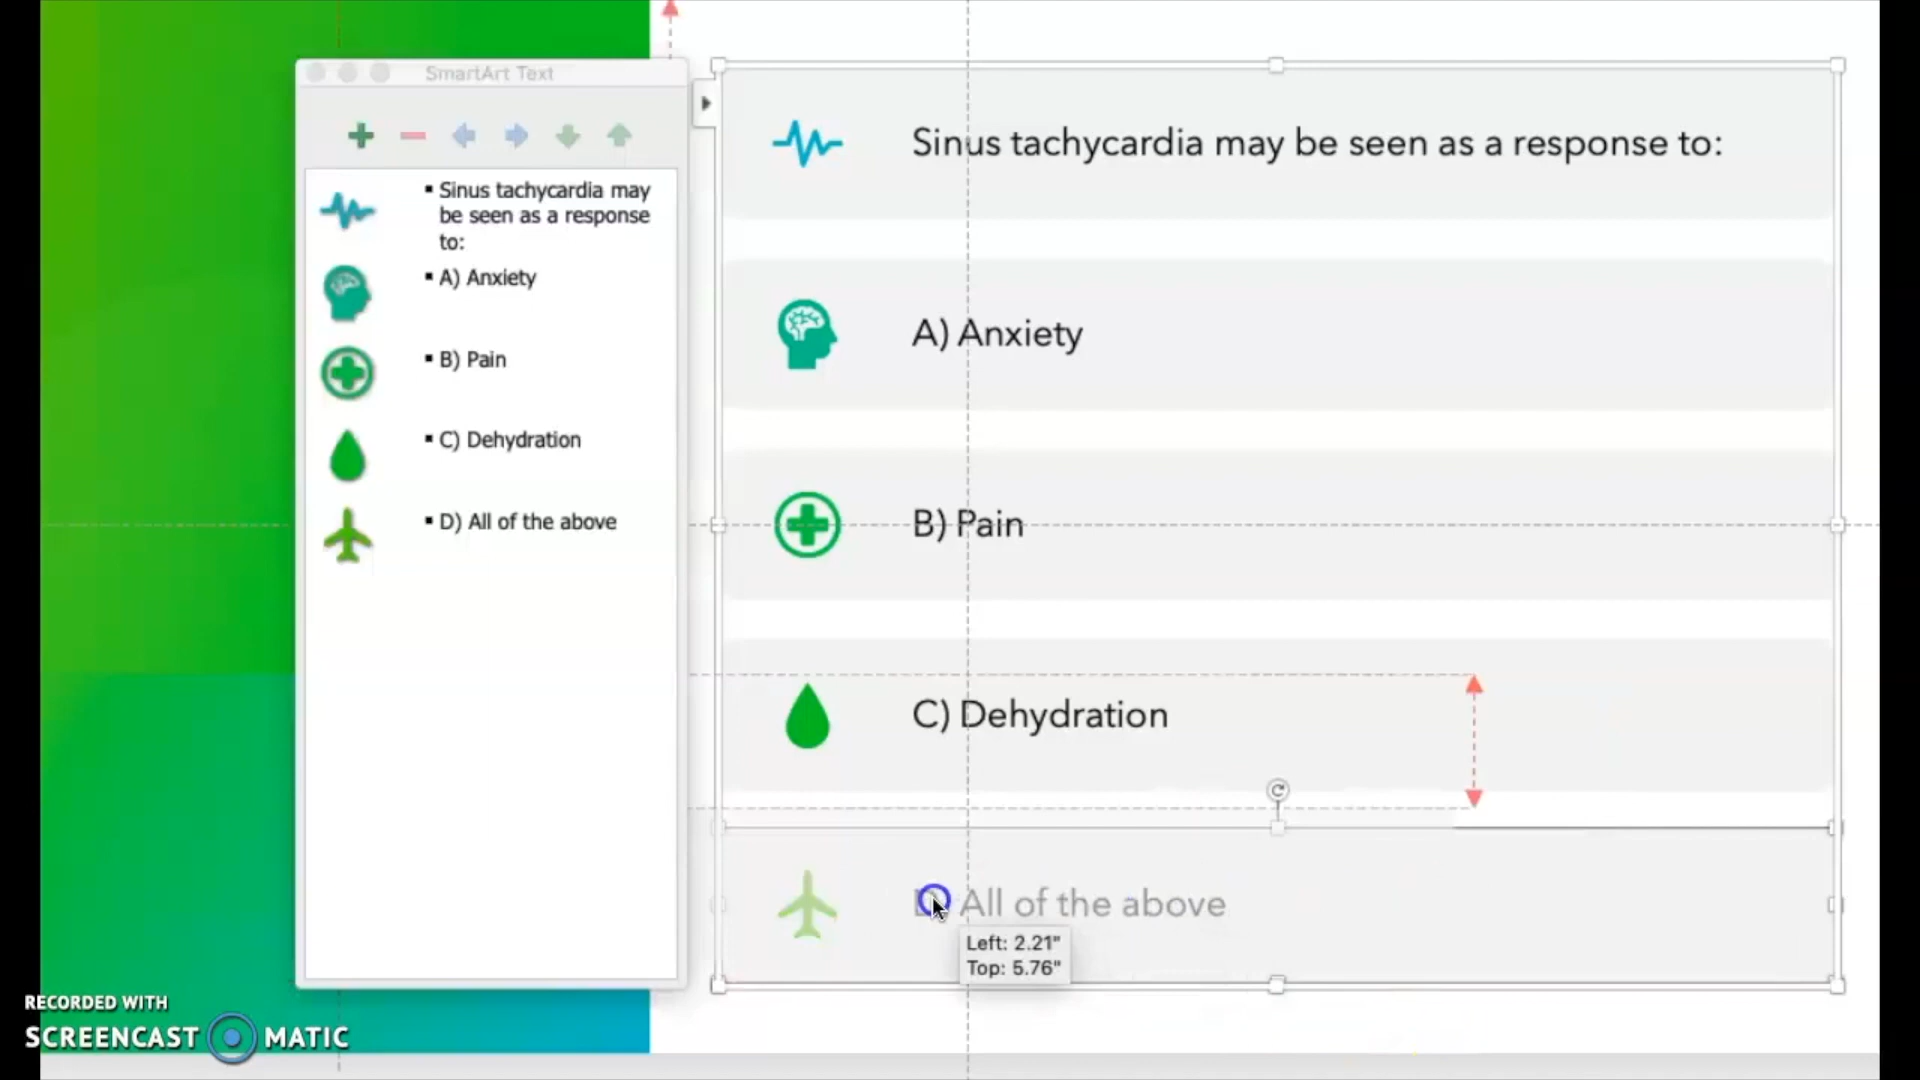 SmartArt Text
▪ Sinus tachycardia may
be seen as a response
to:
▪ A) Anxiety
▪ B) Pain
▪ C) Dehydration
▪ D) All of the above
Sinus tachycardia may be seen as a response to:
A) Anxiety
B) Pain
C) Dehydration
All of the above
Left: 2.21"
Top: 5.76"
RECORDED WITH
SCREENCAST MATIC